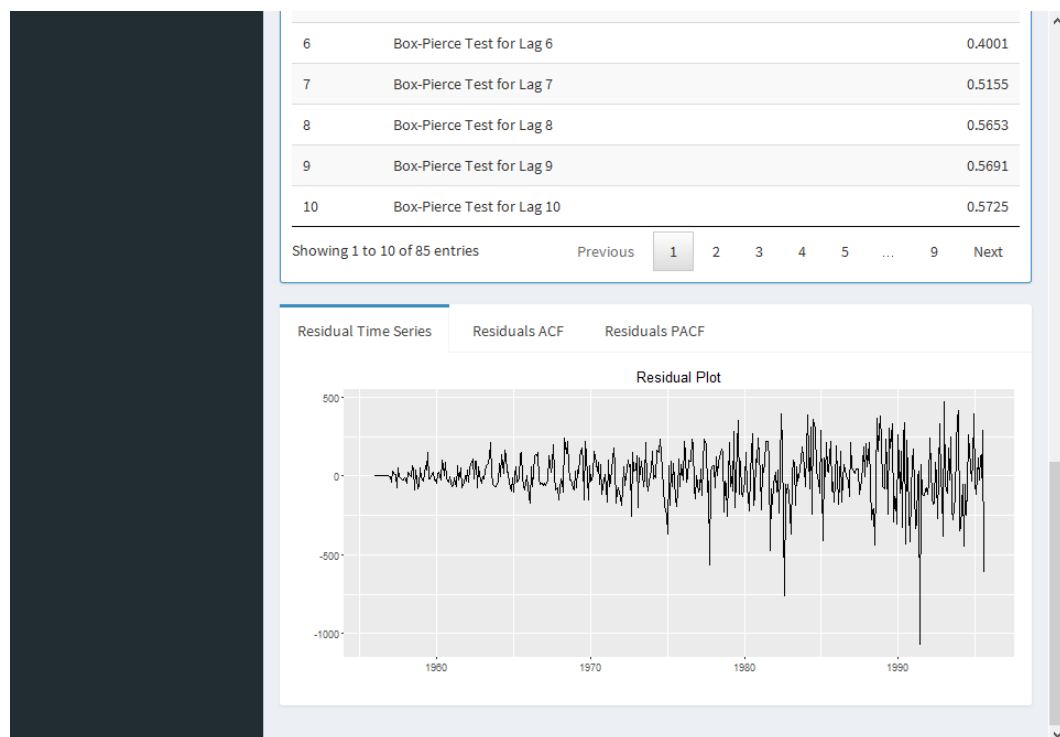 6 Box-Pierce Test for Lag 6 0.4001
7 Box-Pierce Test for Lag 7 0.5155
8 Box-Pierce Test for Lag 8 0.5653
9 Box-Pierce Test for Lag 9 0.5691
10 Box-Pierce Test for Lag 10 0.5725
Showing 1 to 10 of 85 entries Previous 1 2 3 4 5 ... 9 Next
Residual Time Series Residuals ACF Residuals PACF
Residual Plot
500
0
-500
-1000
1960 1970 1980 1990